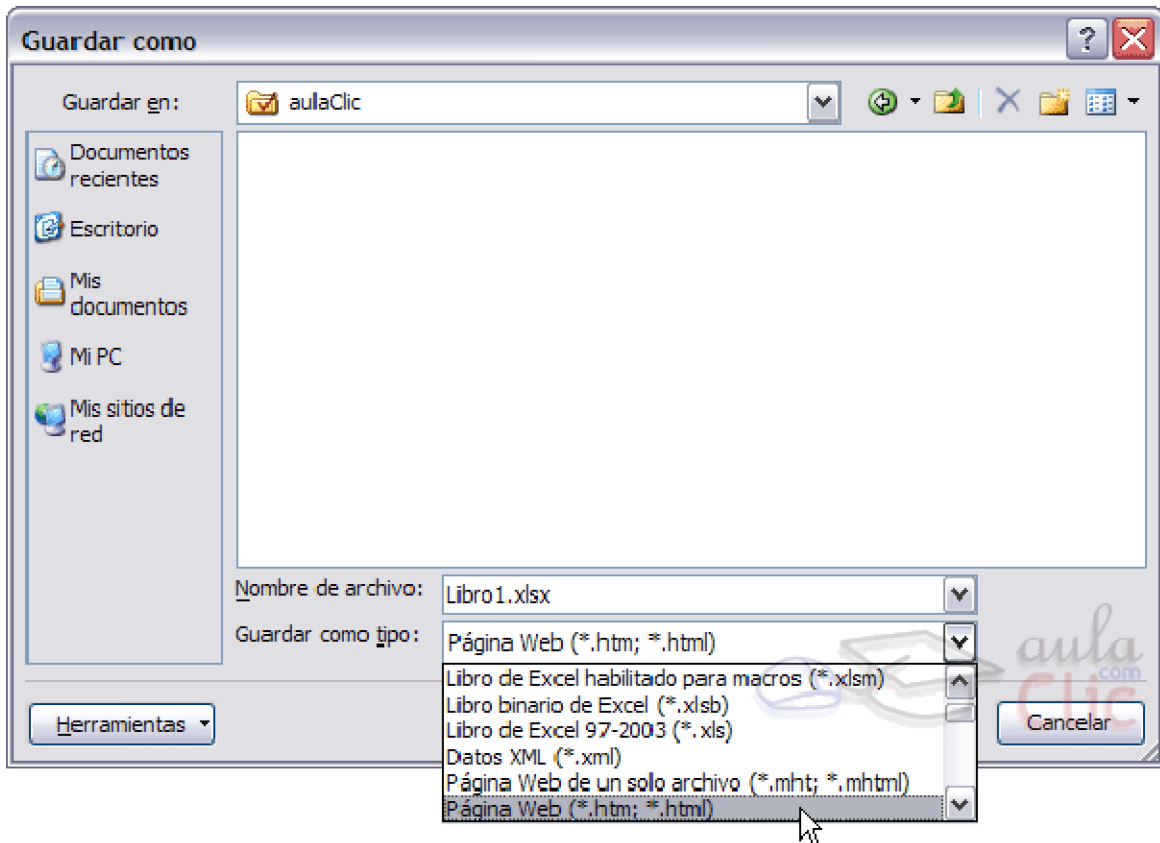 Guardar como
Guardar en:
aulaClic
Documentos
recientes
Escritorio
Mis
documentos
Mi PC
Mis sitios de
red
Nombre de archivo:
Libro1.xlsx
Guardar como tipo:
Página Web (*.htm; *.html)
Libro de Excel habilitado para macros (*.xlsm)
Libro binario de Excel (*.xlsb)
Libro de Excel 97-2003 (*.xls)
Datos XML (*.xml)
Página Web de un solo archivo (*.mht; *.mhtml)
Página Web (*.htm; *.html)
Herramientas
Cancelar
aula
.com
Clic